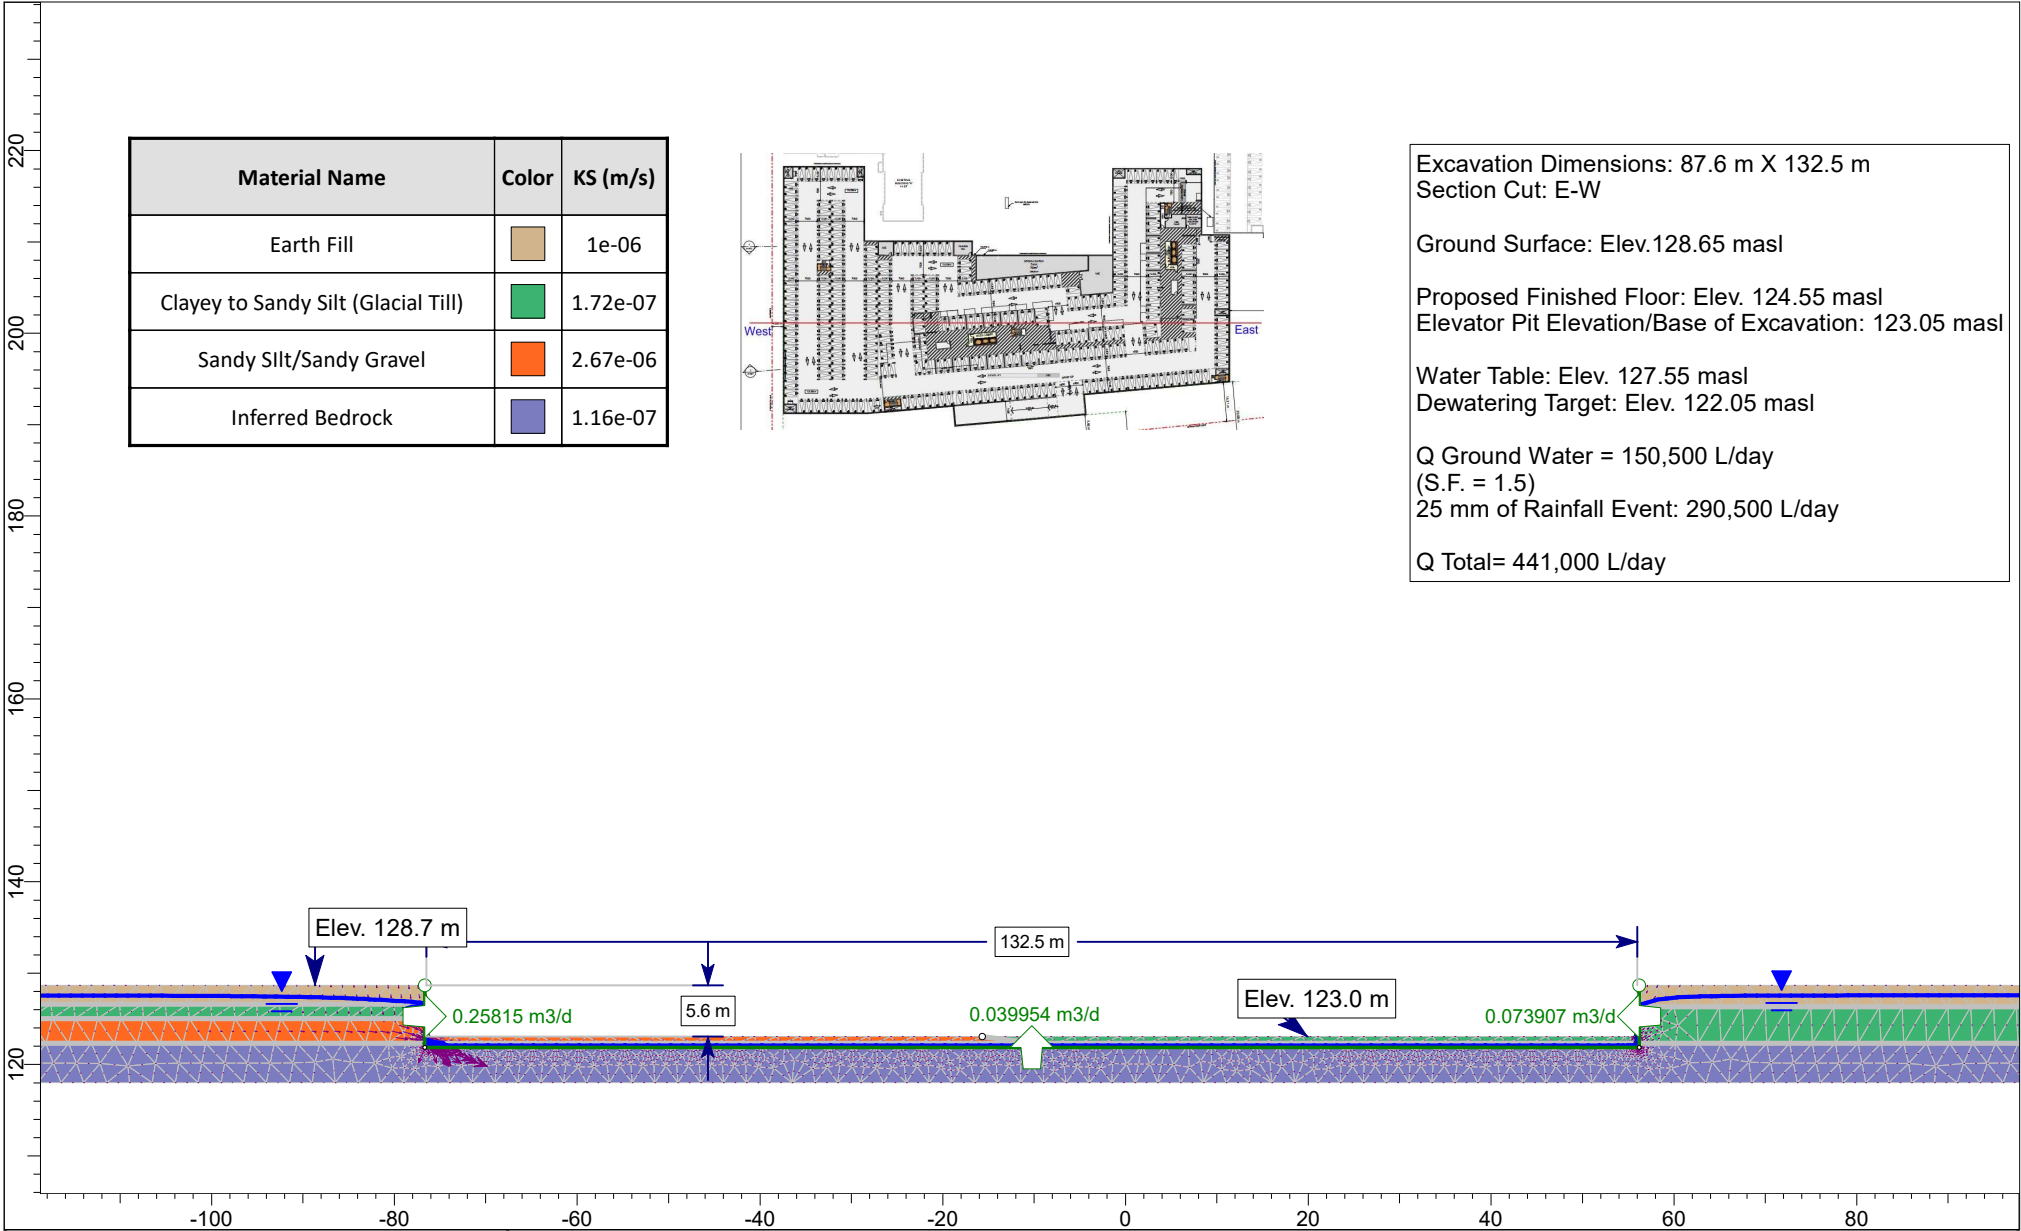 Material Name Color KS (m/s)
Earth Fill 1e-06
Clayey to Sandy Silt (Glacial Till) 1.72e-07
Sandy SIlt/Sandy Gravel 2.67e-06
Inferred Bedrock 1.16e-07
West
East
Excavation Dimensions: 87.6 m X 132.5 m
Section Cut: E-W
Ground Surface: Elev.128.65 masl
Proposed Finished Floor: Elev. 124.55 masl
Elevator Pit Elevation/Base of Excavation: 123.05 masl
Water Table: Elev. 127.55 masl
Dewatering Target: Elev. 122.05 masl
Q Ground Water = 150,500 L/day
(S.F. = 1.5)
25 mm of Rainfall Event: 290,500 L/day
Q Total= 441,000 L/day
220
200
180
160
140
120
Elev. 128.7 m
132.5 m
5.6 m
Elev. 123.0 m
0.25815 m3/d
0.039954 m3/d
0.073907 m3/d
-100 -80 -60 -40 -20 0 20 40 60 80